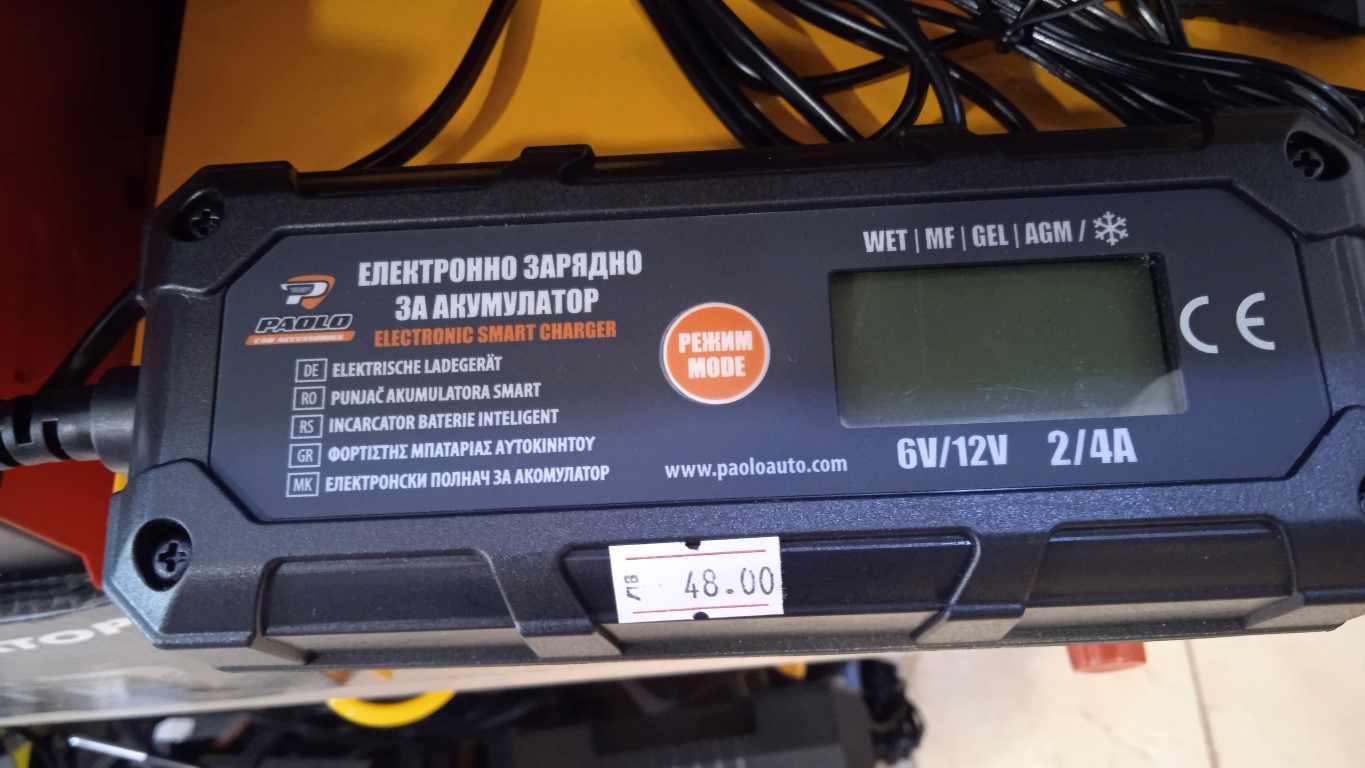 WET | MF | GEL | AGM /
ЕЛЕКТРОННО ЗАРЯДНО
ЗА АКУМУЛАТОР
ELECTRONIC SMART CHARGER
PAOLO
CAR ACCESSORIES
DE ELEKTRISCHE LADEGERÄT
RO PUNJAČ AKUMULATORA SMART
RS INCARCATOR BATERIE INTELIGENT
GR ΦΟΡΤΙΣΤΗΣ ΜΠΑΤΑΡΙΑΣ ΑΥΤΟΚΙΝΗΤΟΥ
MK ЕЛЕКТРОНСКИ ПОЛНАЧ ЗА АКОМУЛАТОР
РЕЖИМ
MODE
www.paoloauto.com
CE
6V/12V 2/4A
ЛВ 48.00